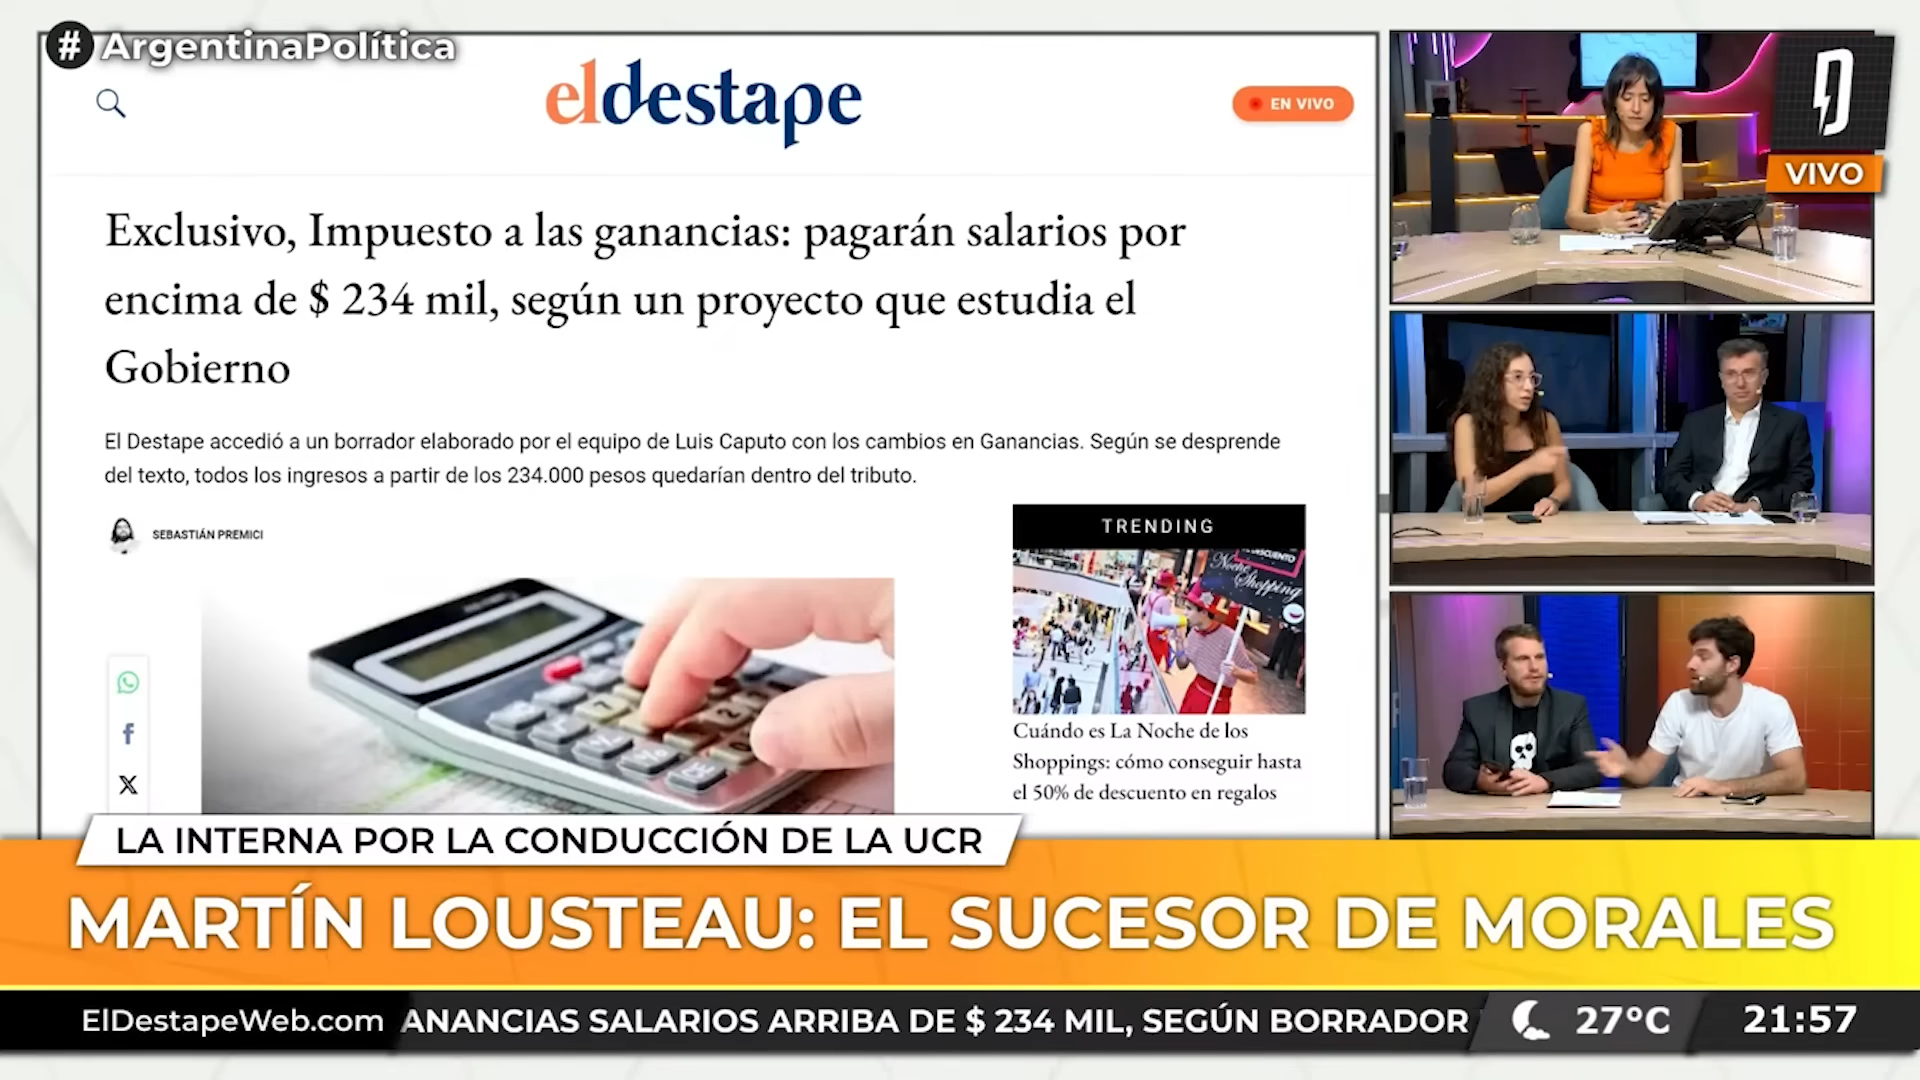 # ArgentinaPolítica
eldestape
EN VIVO
VIVO
Exclusivo, Impuesto a las ganancias: pagarán salarios por
encima de $ 234 mil, según un proyecto que estudia el
Gobierno
El Destape accedió a un borrador elaborado por el equipo de Luis Caputo con los cambios en Ganancias. Según se desprende
del texto, todos los ingresos a partir de los 234.000 pesos quedarían dentro del tributo.
SEBASTIÁN PREMICI
TRENDING
Noche
Shopping
Cuándo es La Noche de los
Shoppings: cómo conseguir hasta
el 50% de descuento en regalos
LA INTERNA POR LA CONDUCCIÓN DE LA UCR
MARTÍN LOUSTEAU: EL SUCESOR DE MORALES
ElDestapeWeb.com
ANANCIAS SALARIOS ARRIBA DE $ 234 MIL, SEGÚN BORRADOR
27°C
21:57